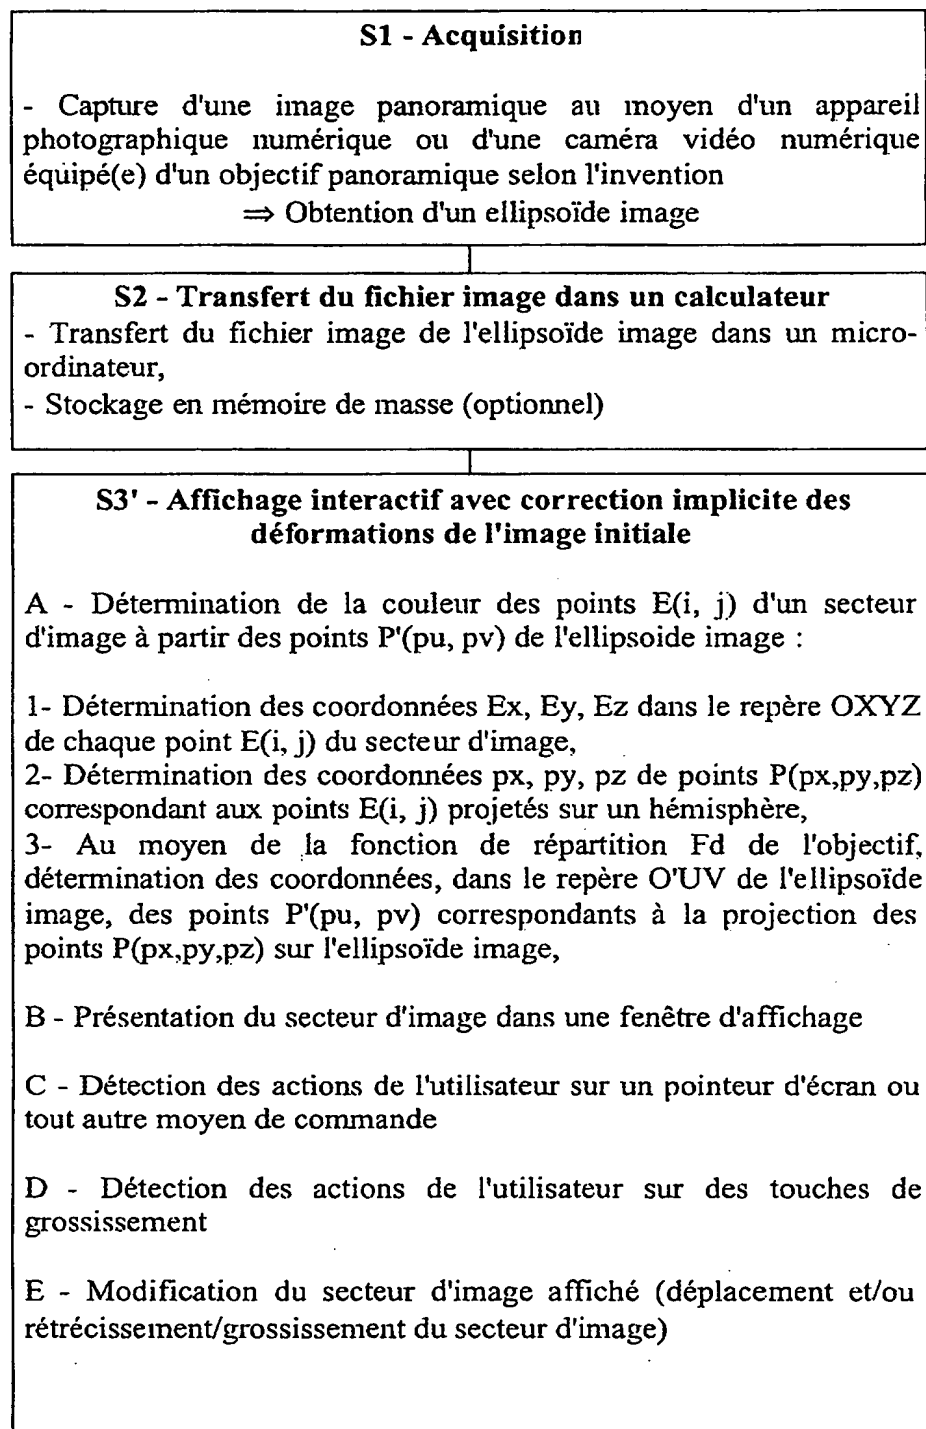 S1 - Acquisition
- Capture d'une image panoramique au moyen d'un appareil
photographique numérique ou d'une caméra vidéo numérique
équipé(e) d'un objectif panoramique selon l'invention
⇒ Obtention d'un ellipsoïde image
S2 - Transfert du fichier image dans un calculateur
- Transfert du fichier image de l'ellipsoïde image dans un micro-
ordinateur,
- Stockage en mémoire de masse (optionnel)
S3' - Affichage interactif avec correction implicite des
déformations de l'image initiale
A - Détermination de la couleur des points E(i, j) d'un secteur
d'image à partir des points P'(pu, pv) de l'ellipsoide image :
1- Détermination des coordonnées Ex, Ey, Ez dans le repère OXYZ
de chaque point E(i, j) du secteur d'image,
2- Détermination des coordonnées px, py, pz de points P(px,py,pz)
correspondant aux points E(i, j) projetés sur un hémisphère,
3- Au moyen de la fonction de répartition Fd de l'objectif,
détermination des coordonnées, dans le repère O'UV de l'ellipsoïde
image, des points P'(pu, pv) correspondants à la projection des
points P(px,py,pz) sur l'ellipsoïde image,
B - Présentation du secteur d'image dans une fenêtre d'affichage
C - Détection des actions de l'utilisateur sur un pointeur d'écran ou
tout autre moyen de commande
D - Détection des actions de l'utilisateur sur des touches de
grossissement
E - Modification du secteur d'image affiché (déplacement et/ou
rétrécissement/grossissement du secteur d'image)